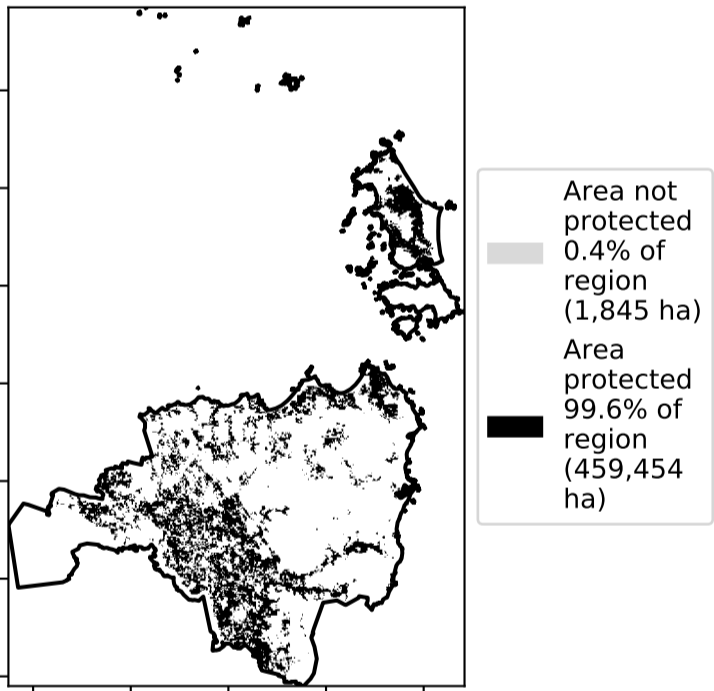 Area not
protected
0.4% of
region
(1,845 ha)
Area
protected
99.6% of
region
(459,454
ha)